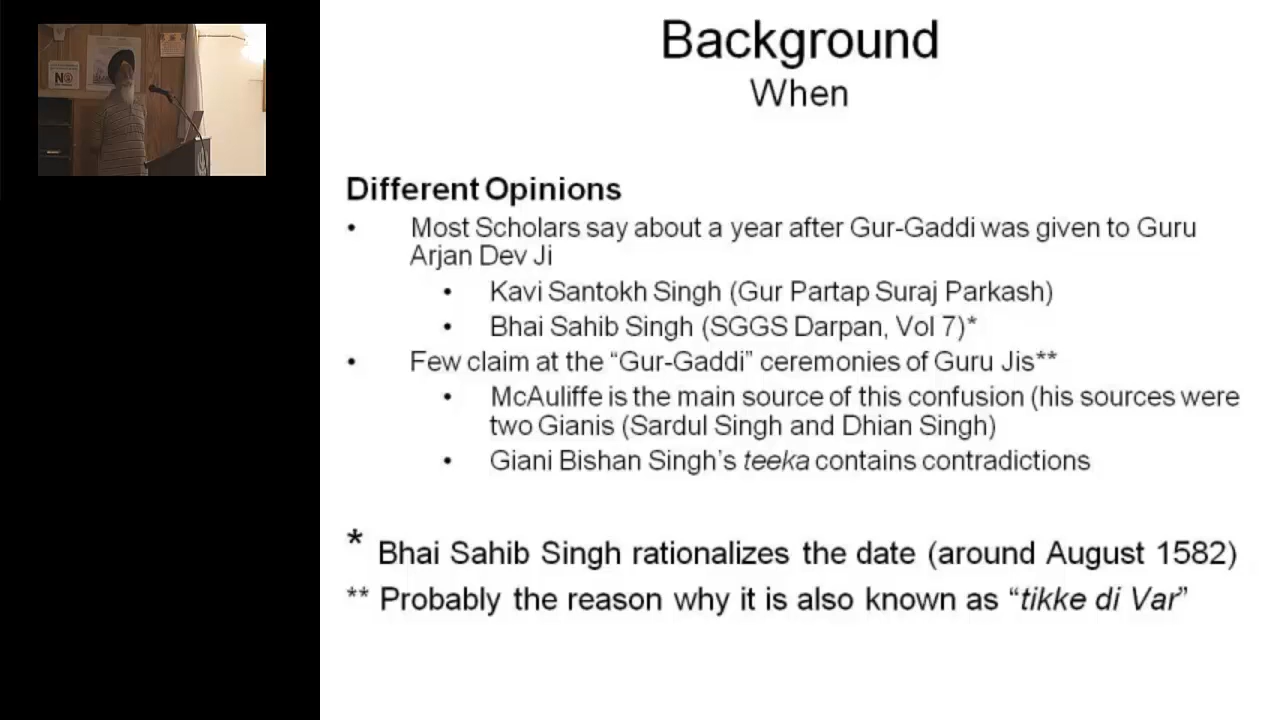 Background
When
Different Opinions
• Most Scholars say about a year after Gur-Gaddi was given to Guru
Arjan Dev Ji
• Kavi Santokh Singh (Gur Partap Suraj Parkash)
• Bhai Sahib Singh (SGGS Darpan, Vol 7)*
• Few claim at the “Gur-Gaddi” ceremonies of Guru Jis**
• McAuliffe is the main source of this confusion (his sources were
two Gianis (Sardul Singh and Dhian Singh)
• Giani Bishan Singh’s teeka contains contradictions
* Bhai Sahib Singh rationalizes the date (around August 1582)
** Probably the reason why it is also known as “tikke di Var”
NO